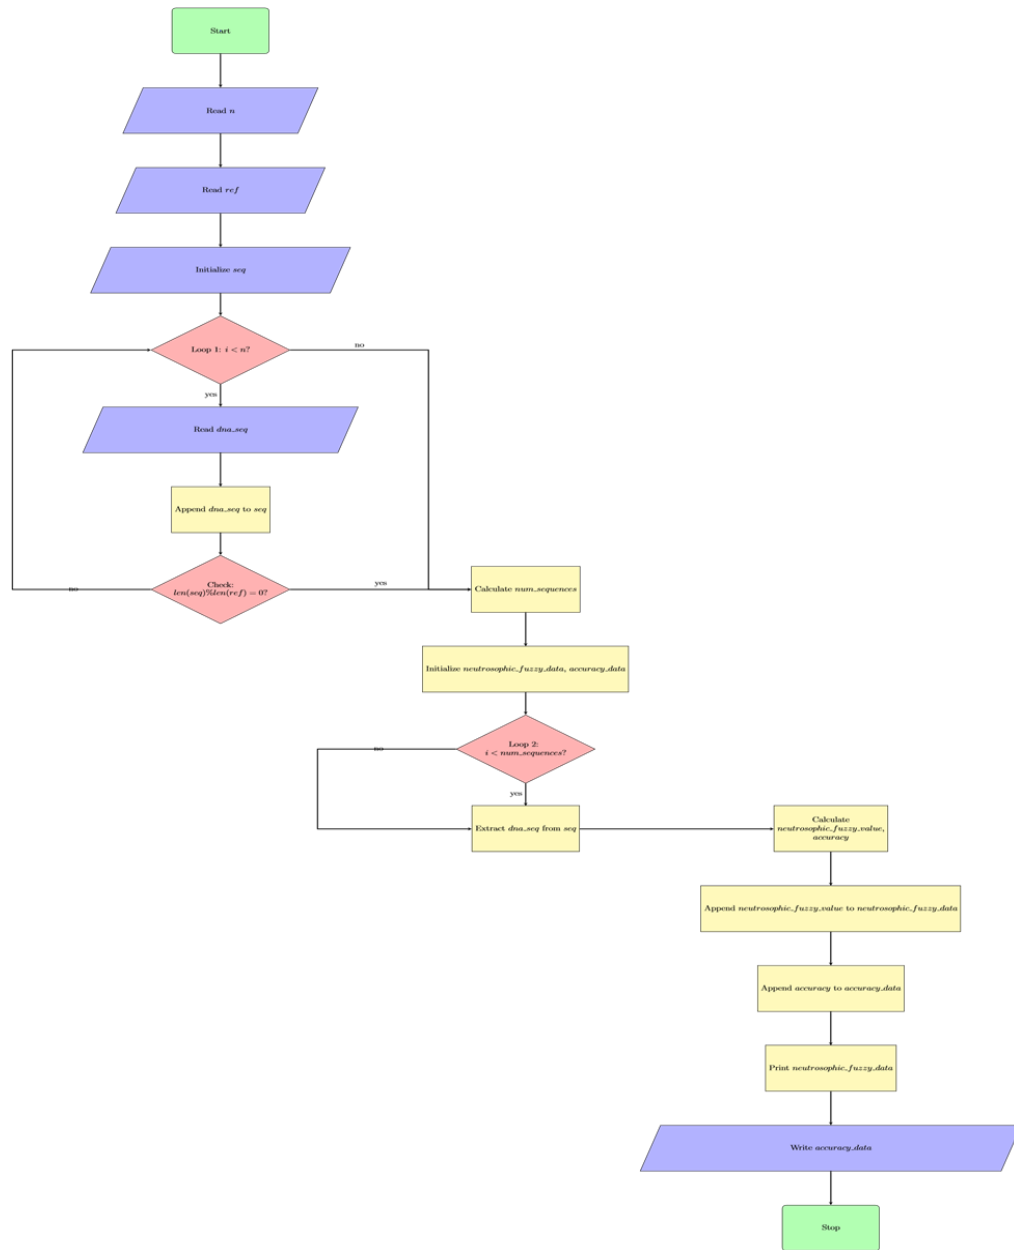 Start
Read n
Read ref
Initialize seq
Loop 1: i < n?
no
yes
Read dna_seq
Append dna_seq to seq
Check:
len(seq)%len(ref) = 0?
no
yes
Calculate num_sequences
Initialize neutrosophic_fuzzy_data, accuracy_data
Loop 2:
i < num_sequences?
no
yes
Extract dna_seq from seq
Calculate
neutrosophic_fuzzy_value,
accuracy
Append neutrosophic_fuzzy_value to neutrosophic_fuzzy_data
Append accuracy to accuracy_data
Print neutrosophic_fuzzy_data
Write accuracy_data
Stop